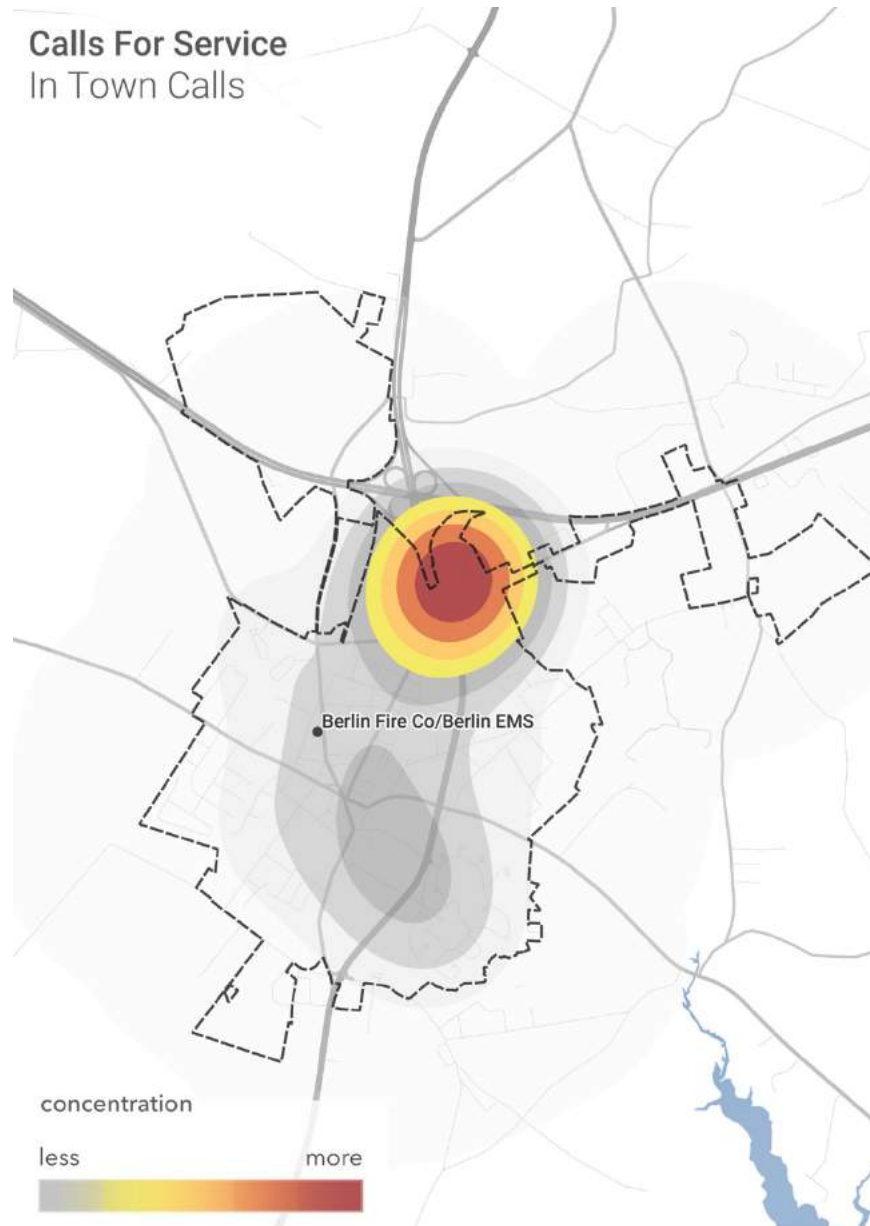 Calls For Service
In Town Calls
Berlin Fire Co/Berlin EMS
concentration
less more